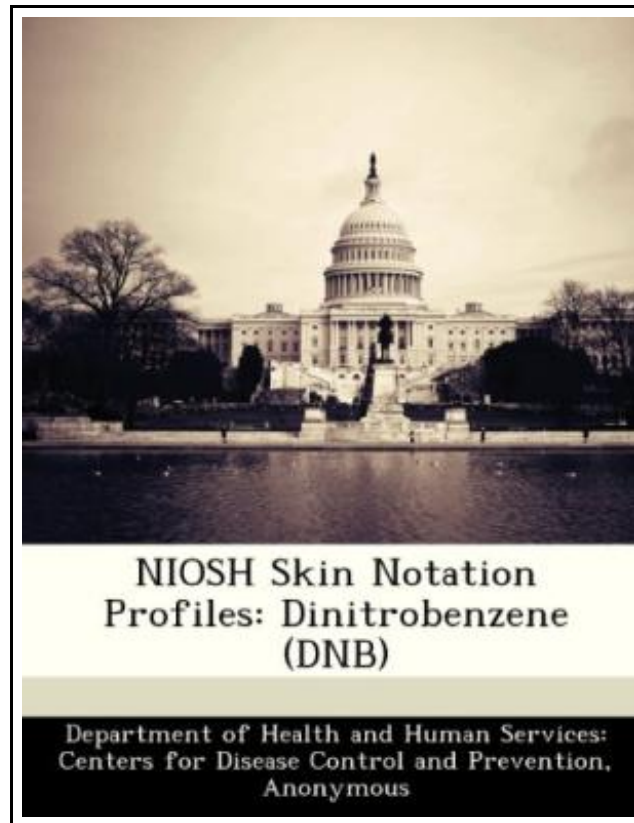 NIOSH Skin Notation
Profiles: Dinitrobenzene
(DNB)
Department of Health and Human Services:
Centers for Disease Control and Prevention,
Anonymous